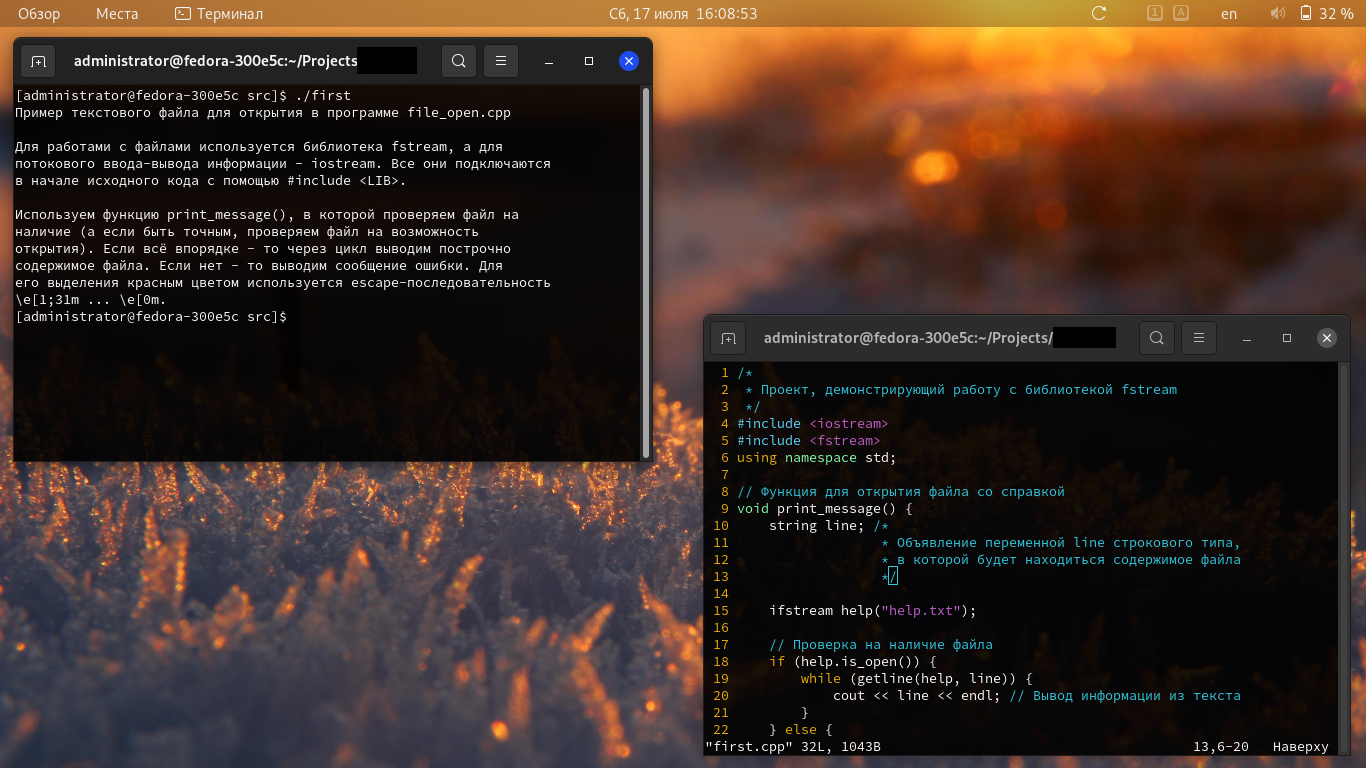 Обзор Места Терминал Сб, 17 июля 16:08:53 1 A en 32 %
administrator@fedora-300e5c:~/Projects
[administrator@fedora-300e5c src]$ ./first
Пример текстового файла для открытия в программе file_open.cpp
Для работами с файлами используется библиотека fstream, а для
потокового ввода-вывода информации - iostream. Все они подключаются
в начале исходного кода с помощью #include <LIB>.
Используем функцию print_message(), в которой проверяем файл на
наличие (а если быть точным, проверяем файл на возможность
открытия). Если всё впорядке - то через цикл выводим построчно
содержимое файла. Если нет - то выводим сообщение ошибки. Для
его выделения красным цветом используется escape-последовательность
\e[1;31m ... \e[0m.
[administrator@fedora-300e5c src]$
administrator@fedora-300e5c:~/Projects/
1 /*
2  * Проект, демонстрирующий работу с библиотекой fstream
3  */
4 #include <iostream>
5 #include <fstream>
6 using namespace std;
7
8 // Функция для открытия файла со справкой
9 void print_message() {
10     string line; /*
11                   * Объявление переменной line строкового типа,
12                   * в которой будет находиться содержимое файла
13                   */
14
15     ifstream help("help.txt");
16
17     // Проверка на наличие файла
18     if (help.is_open()) {
19         while (getline(help, line)) {
20             cout << line << endl; // Вывод информации из текста
21         }
22     } else {
"first.cpp" 32L, 1043B 13,6-20 Наверху